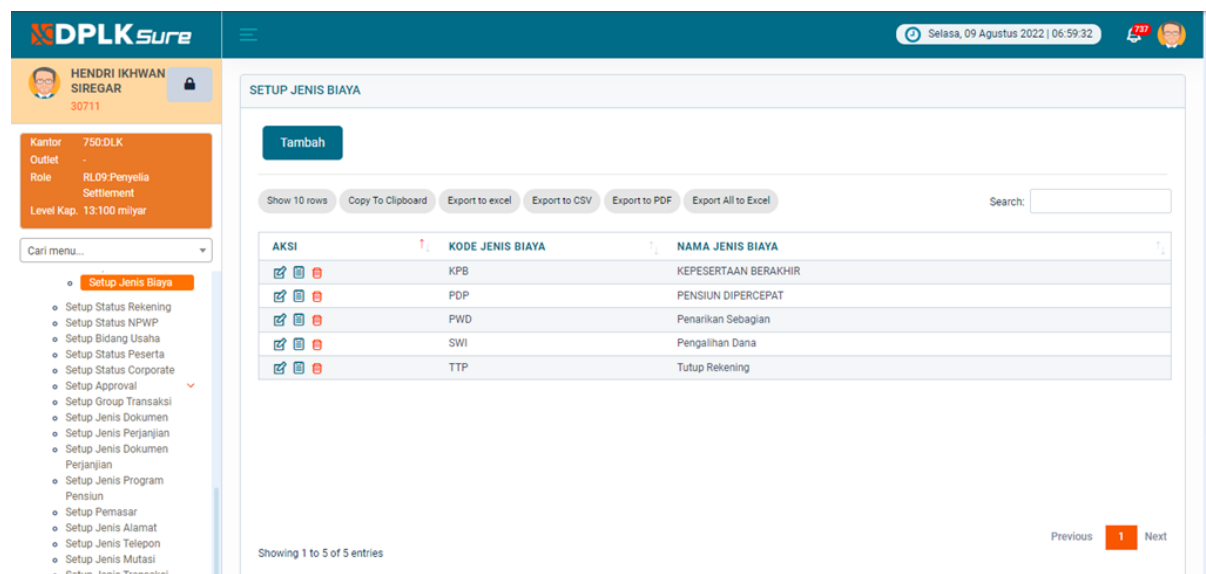 DPLKSure
Selasa, 09 Agustus 2022 | 06:59:32
737
HENDRI IKHWAN
SIREGAR
30711
Kantor 750:DLK
Outlet -
Role RL09:Penyelia
Settlement
Level Kap. 13:100 milyar
Cari menu...
Setup Jenis Biaya
Setup Status Rekening
Setup Status NPWP
Setup Bidang Usaha
Setup Status Peserta
Setup Status Corporate
Setup Approval
Setup Group Transaksi
Setup Jenis Dokumen
Setup Jenis Perjanjian
Setup Jenis Dokumen
Perjanjian
Setup Jenis Program
Pensiun
Setup Pemasar
Setup Jenis Alamat
Setup Jenis Telepon
Setup Jenis Mutasi
Setup Jenis Transaksi
SETUP JENIS BIAYA
Tambah
Show 10 rows Copy To Clipboard Export to excel Export to CSV Export to PDF Export All to Excel Search:
AKSI KODE JENIS BIAYA NAMA JENIS BIAYA
KPB KEPESERTAAN BERAKHIR
PDP PENSIUN DIPERCEPAT
PWD Penarikan Sebagian
SWI Pengalihan Dana
TTP Tutup Rekening
Previous 1 Next
Showing 1 to 5 of 5 entries